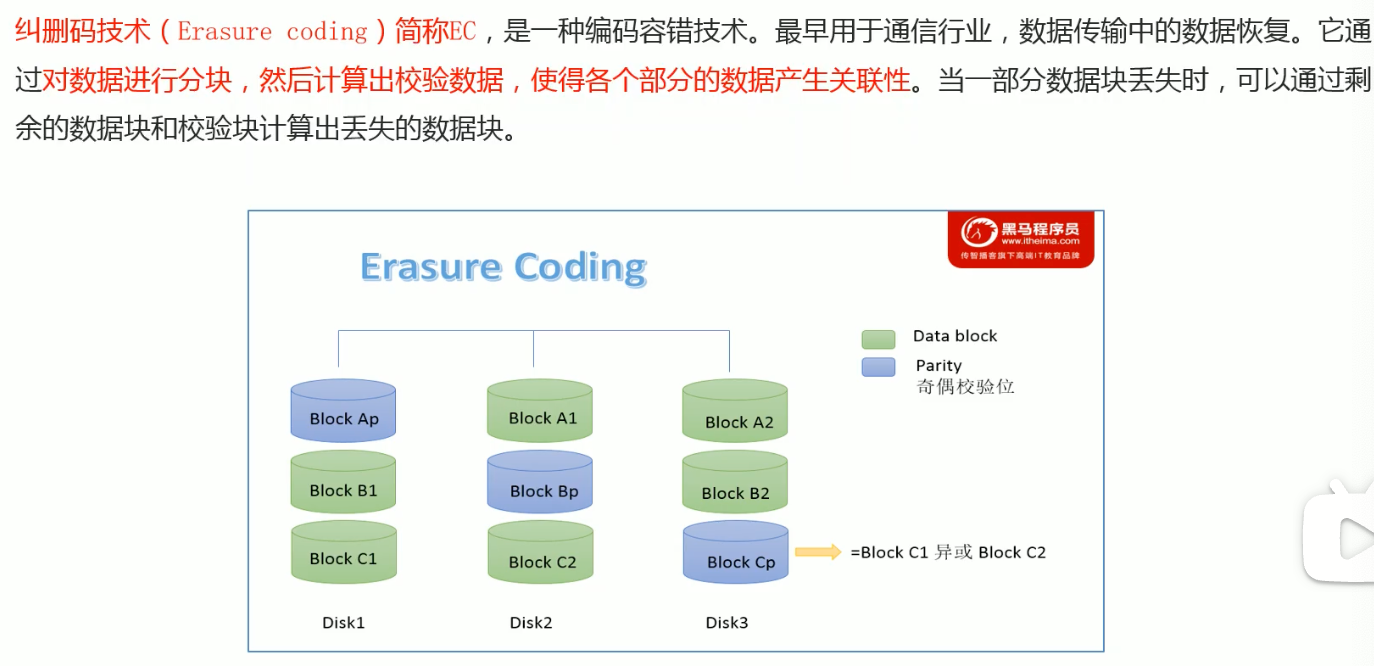 纠删码技术（Erasure coding）简称EC，是一种编码容错技术。最早用于通信行业，数据传输中的数据恢复。它通
过对数据进行分块，然后计算出校验数据，使得各个部分的数据产生关联性。当一部分数据块丢失时，可以通过剩
余的数据块和校验块计算出丢失的数据块。
黑马程序员
www.itheima.com
传智播客旗下高端IT教育品牌
Erasure Coding
Data block
Parity
奇偶校验位
Block Ap
Block A1
Block A2
Block B1
Block Bp
Block B2
Block C1
Block C2
Block Cp
=Block C1 异或 Block C2
Disk1
Disk2
Disk3